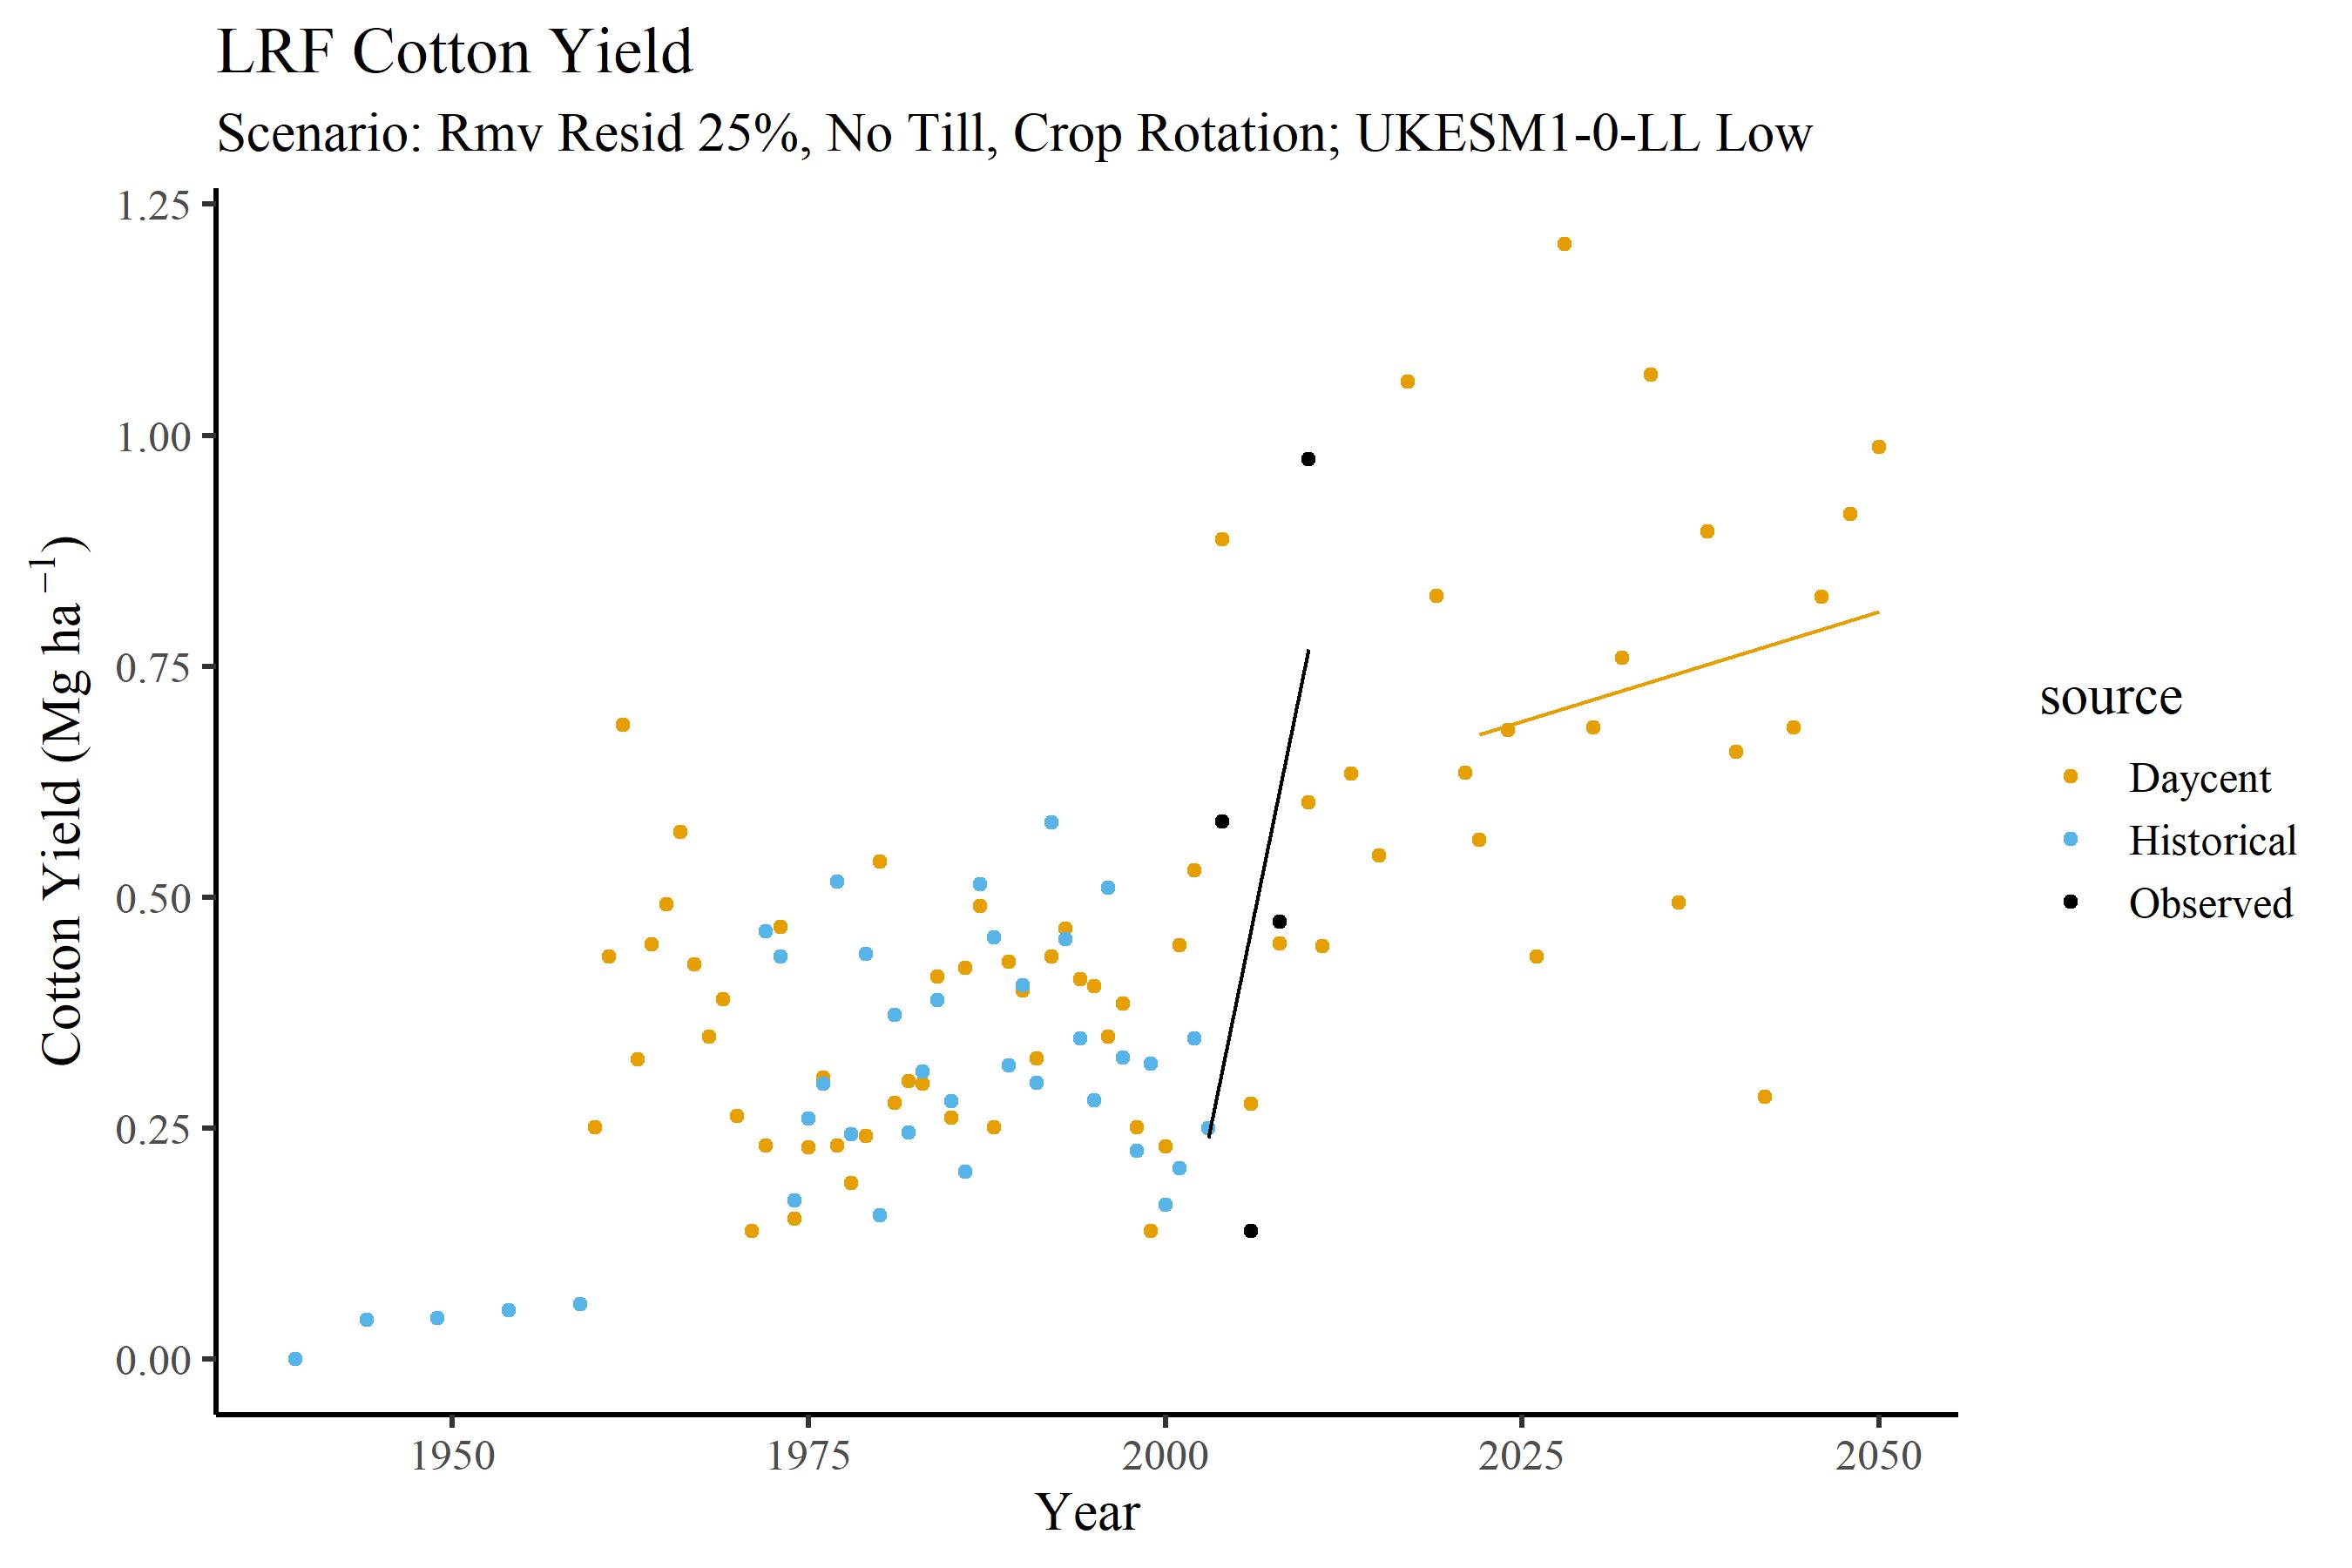 LRF Cotton Yield
Scenario: Rmv Resid 25%, No Till, Crop Rotation; UKESM1-0-LL Low
Cotton Yield (Mg ha −1)
1.25
1.00
0.75
0.50
0.25
0.00
1950 1975 2000 2025 2050
Year
source
Daycent
Historical
Observed